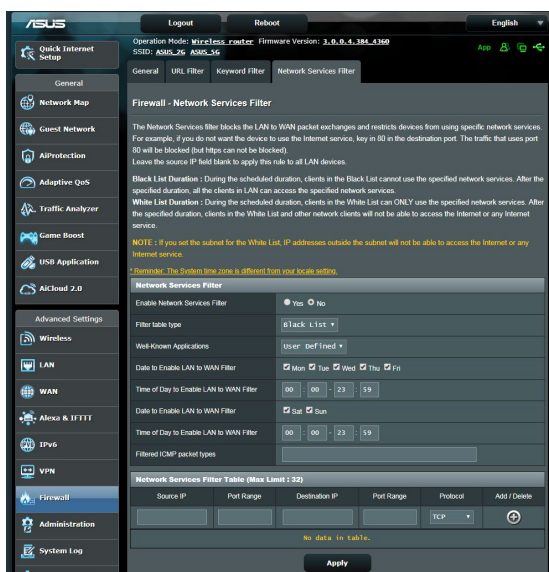 ASUS Logout Reboot English
Quick Internet Setup
Operation Mode: Wireless router Firmware Version: 3.0.0.4.384_4360
SSID: ASUS_2G ASUS_5G
App
General
Network Map
Guest Network
AiProtection
Adaptive QoS
Traffic Analyzer
Game Boost
USB Application
AiCloud 2.0
Advanced Settings
Wireless
LAN
WAN
Alexa & IFTTT
IPv6
VPN
Firewall
Administration
System Log
General URL Filter Keyword Filter Network Services Filter
Firewall - Network Services Filter
The Network Services filter blocks the LAN to WAN packet exchanges and restricts devices from using specific network services.
For example, if you do not want the device to use the Internet service, key in 80 in the destination port. The traffic that uses port
80 will be blocked (but https can not be blocked).
Leave the source IP field blank to apply this rule to all LAN devices.
Black List Duration : During the scheduled duration, clients in the Black List cannot use the specified network services. After the
specified duration, all the clients in LAN can access the specified network services.
White List Duration : During the scheduled duration, clients in the White List can ONLY use the specified network services. After
the specified duration, clients in the White List and other network clients will not be able to access the Internet or any Internet
service.
NOTE : If you set the subnet for the White List, IP addresses outside the subnet will not be able to access the Internet or any
Internet service.
* Reminder: The System time zone is different from your locale setting.
Network Services Filter
Enable Network Services Filter Yes No
Filter table type Black List
Well-Known Applications User Defined
Date to Enable LAN to WAN Filter Mon Tue Wed Thu Fri
Time of Day to Enable LAN to WAN Filter 00 : 00 - 23 : 59
Date to Enable LAN to WAN Filter Sat Sun
Time of Day to Enable LAN to WAN Filter 00 : 00 - 23 : 59
Filtered ICMP packet types
Network Services Filter Table (Max Limit : 32)
Source IP Port Range Destination IP Port Range Protocol Add / Delete
TCP
No data in table.
Apply